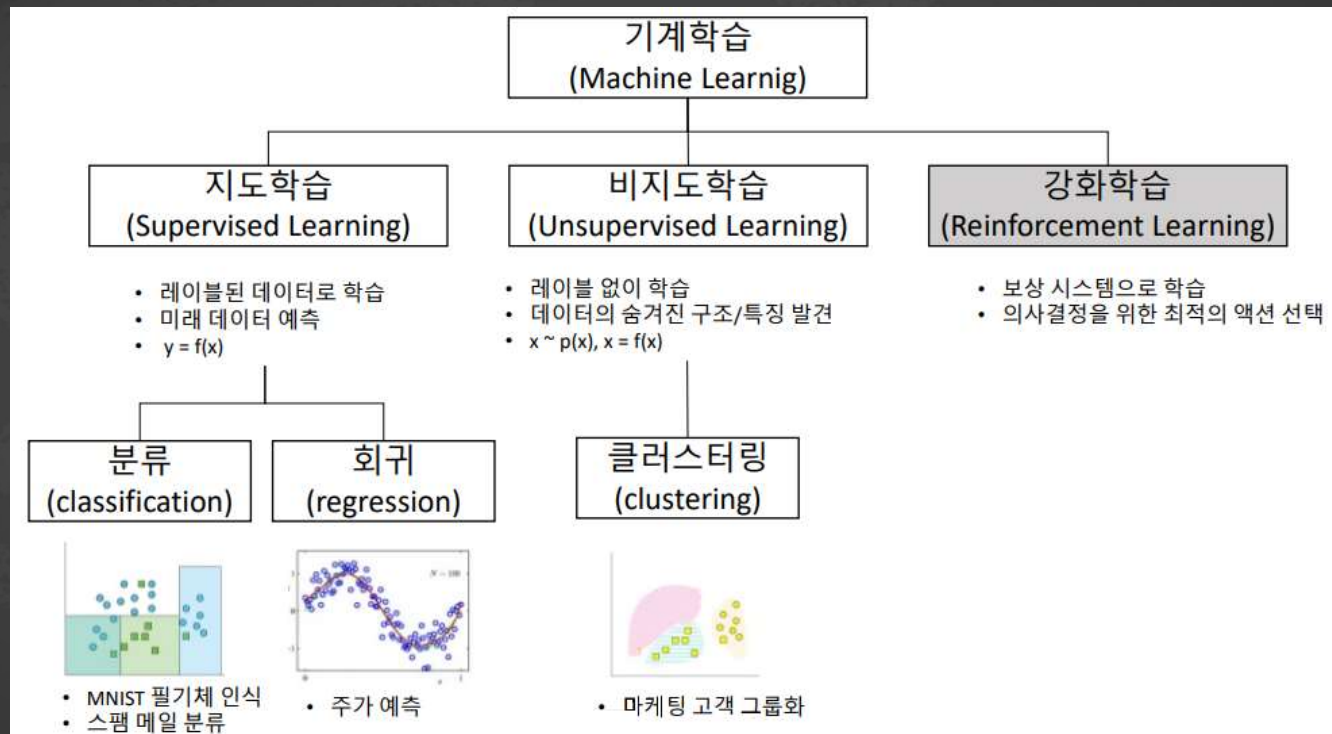 기계학습
(Machine Learnig)
지도학습
(Supervised Learning)
비지도학습
(Unsupervised Learning)
강화학습
(Reinforcement Learning)
• 레이블된 데이터로 학습
• 미래 데이터 예측
• y = f(x)
• 레이블 없이 학습
• 데이터의 숨겨진 구조/특징 발견
• x ~ p(x), x = f(x)
• 보상 시스템으로 학습
• 의사결정을 위한 최적의 액션 선택
분류
(classification)
회귀
(regression)
클러스터링
(clustering)
N = 100
0
0
1
• MNIST 필기체 인식
• 스팸 메일 분류
• 주가 예측
• 마케팅 고객 그룹화